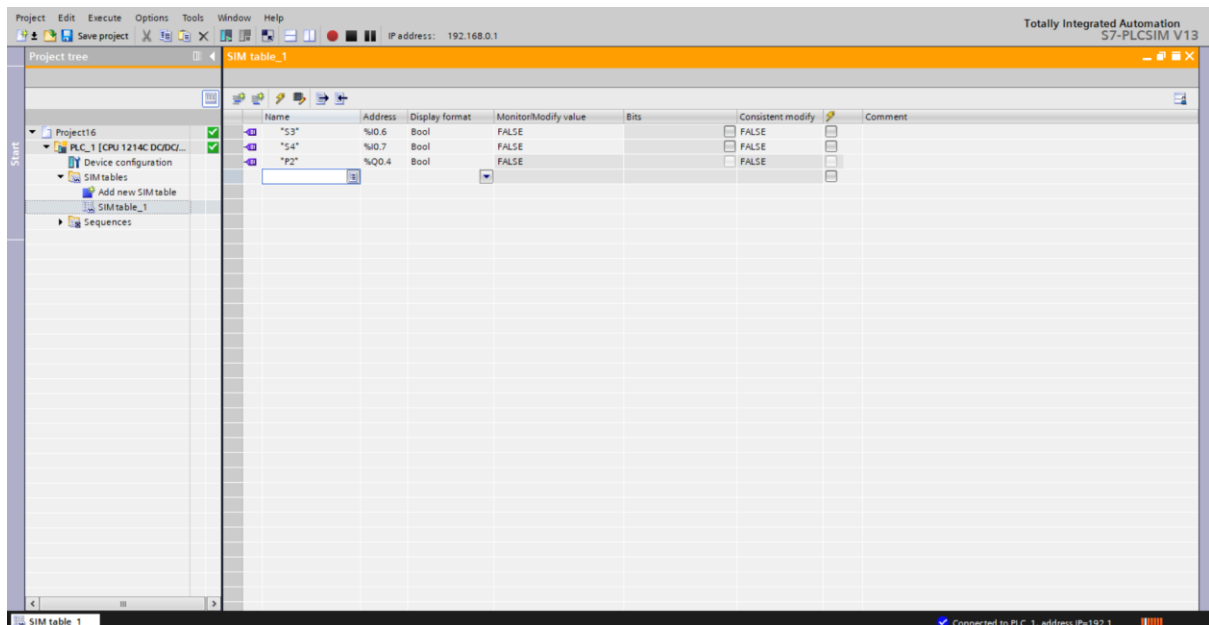 Project Edit Execute Options Tools Window Help
Totally Integrated Automation
S7-PLCSIM V13
Save project IP address: 192.168.0.1
Project tree
SIM table_1
Name Address Display format Monitor/Modify value Bits Consistent modify Comment
Project16
"S3" %I0.6 Bool FALSE FALSE
PLC_1 [CPU 1214C DC/DC/...
"S4" %I0.7 Bool FALSE FALSE
Device configuration
"P2" %Q0.4 Bool FALSE FALSE
SIM tables
Add new SIM table
SIM table_1
Sequences
Start
SIM table_1
Connected to PLC_1, address IP=192.1...